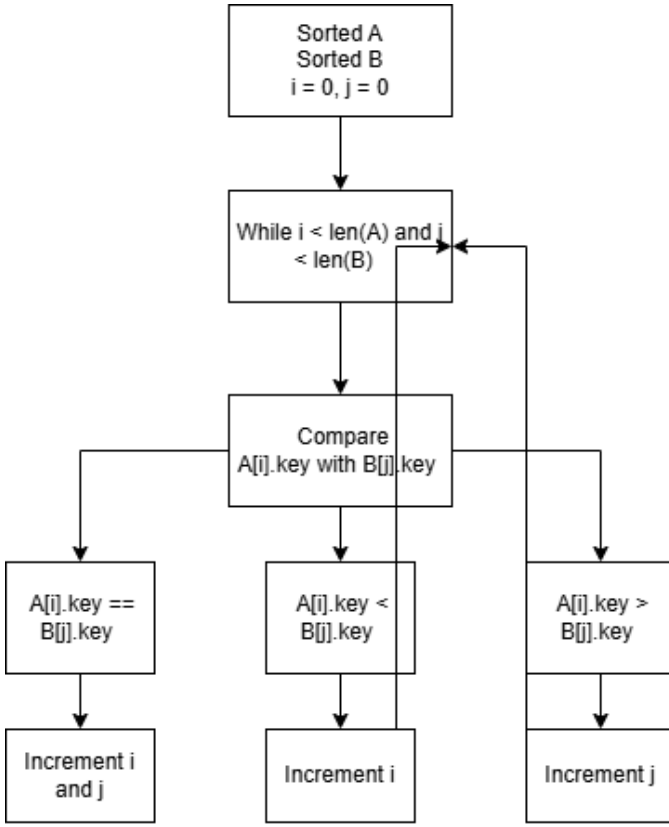 Sorted A
Sorted B
i = 0, j = 0
While i < len(A) and j
< len(B)
Compare
A[i].key with B[j].key
A[i].key ==
B[j].key
A[i].key <
B[j].key
A[i].key >
B[j].key
Increment i
and j
Increment i
Increment j